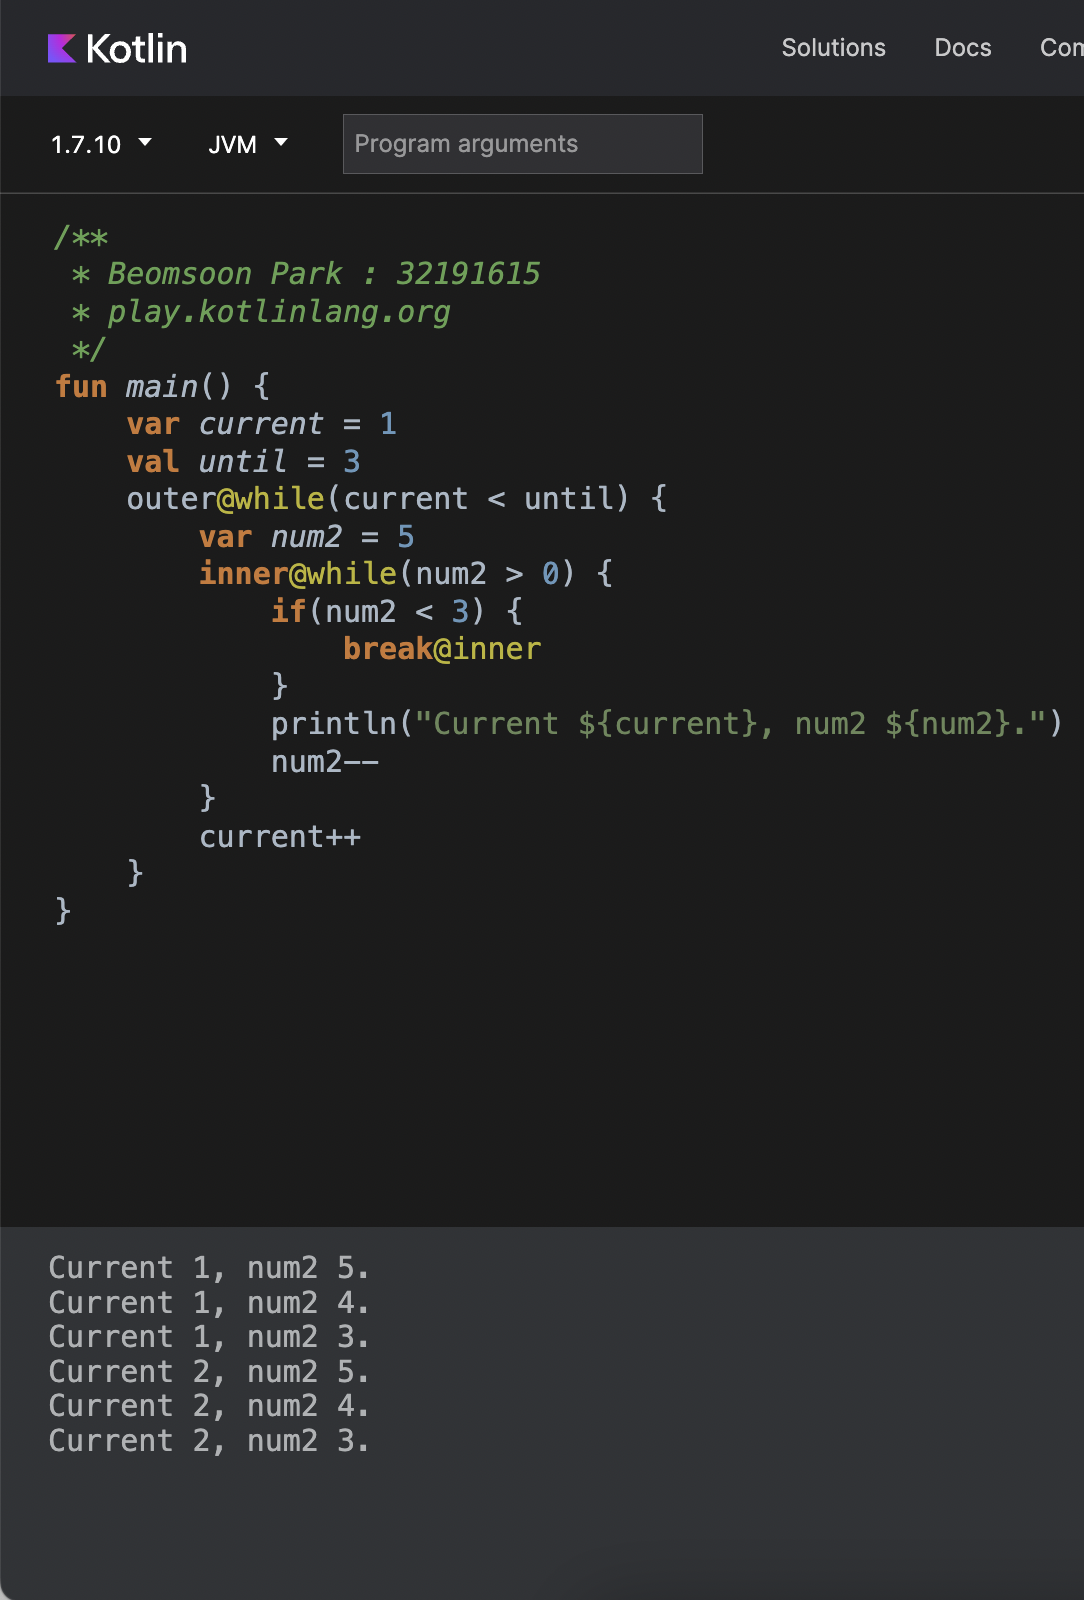 Kotlin Solutions Docs
1.7.10 JVM Program arguments
/**
 * Beomsoon Park : 32191615
 * play.kotlinlang.org
 */
fun main() {
    var current = 1
    val until = 3
    outer@while(current < until) {
        var num2 = 5
        inner@while(num2 > 0) {
            if(num2 < 3) {
                break@inner
            }
            println("Current ${current}, num2 ${num2}.")
            num2--
        }
        current++
    }
}
Current 1, num2 5.
Current 1, num2 4.
Current 1, num2 3.
Current 2, num2 5.
Current 2, num2 4.
Current 2, num2 3.